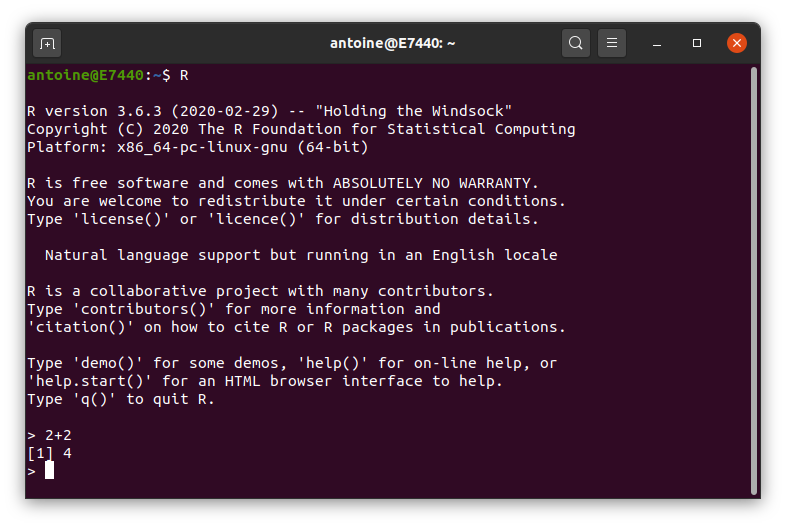 antoine@E7440: ~
antoine@E7440:~$ R

R version 3.6.3 (2020-02-29) -- "Holding the Windsock"
Copyright (C) 2020 The R Foundation for Statistical Computing
Platform: x86_64-pc-linux-gnu (64-bit)

R is free software and comes with ABSOLUTELY NO WARRANTY.
You are welcome to redistribute it under certain conditions.
Type 'license()' or 'licence()' for distribution details.

  Natural language support but running in an English locale

R is a collaborative project with many contributors.
Type 'contributors()' for more information and
'citation()' on how to cite R or R packages in publications.

Type 'demo()' for some demos, 'help()' for on-line help, or
'help.start()' for an HTML browser interface to help.
Type 'q()' to quit R.

> 2+2
[1] 4
>